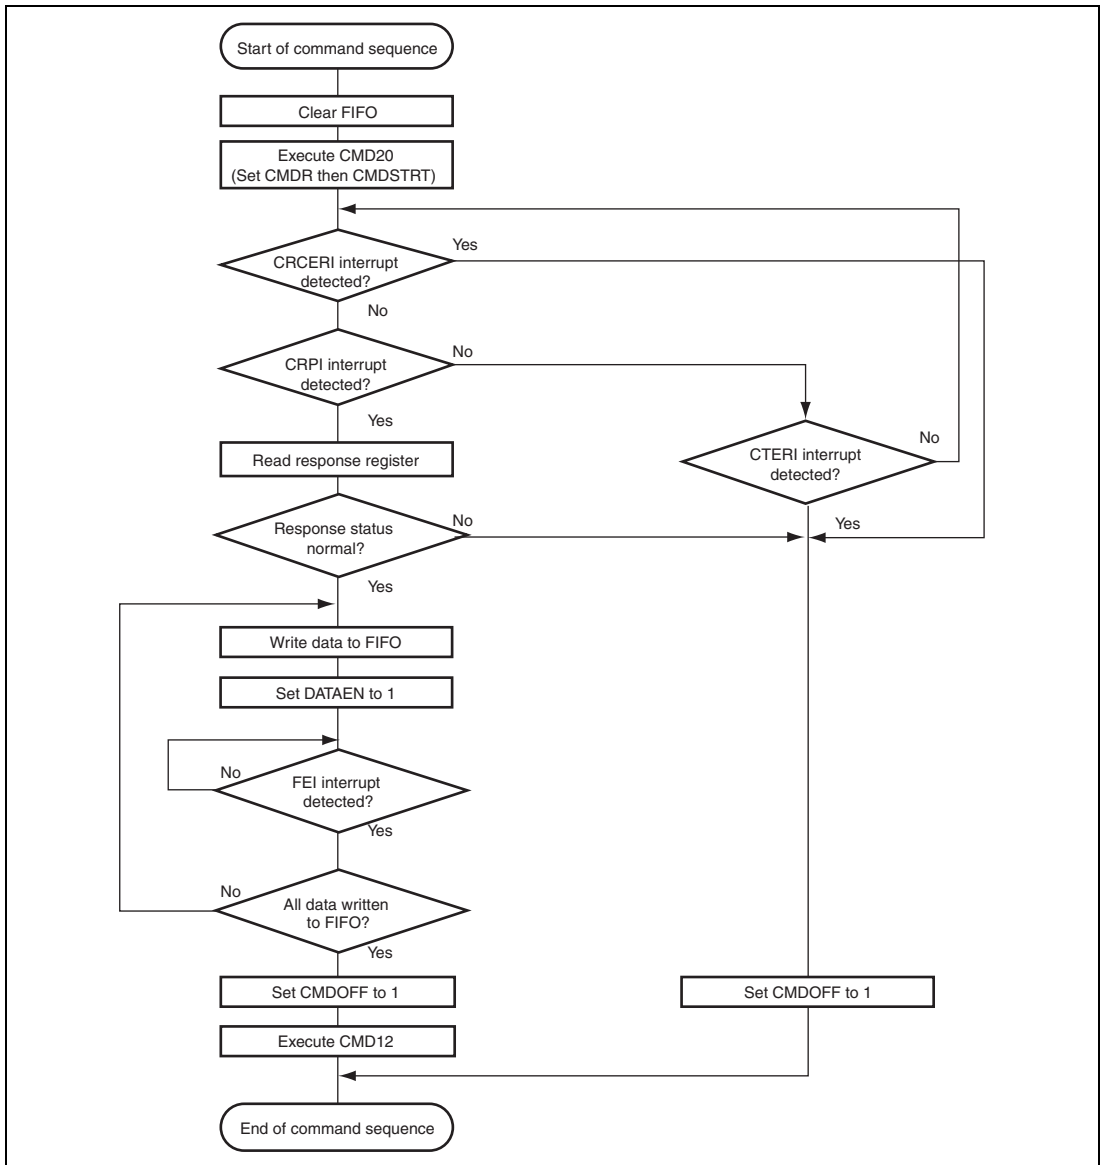 Start of command sequence
Clear FIFO
Execute CMD20
(Set CMDR then CMDSTRT)
Yes
CRCERI interrupt
detected?
No
No
CRPI interrupt
detected?
Yes
No
CTERI interrupt
detected?
Read response register
No
Yes
Response status
normal?
Yes
Write data to FIFO
Set DATAEN to 1
No
FEI interrupt
detected?
Yes
No
All data written
to FIFO?
Yes
Set CMDOFF to 1
Set CMDOFF to 1
Execute CMD12
End of command sequence